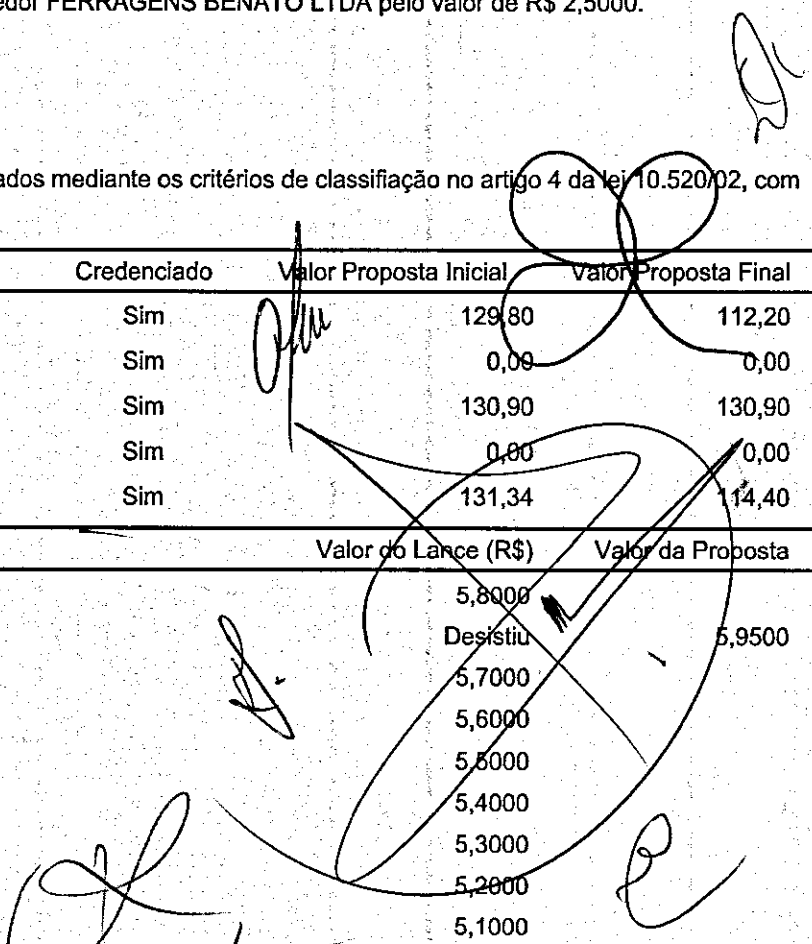 edor FERRAGENS BENATO LTDA pelo valor de R$ 2,5000.
ados mediante os critérios de classifiação no artigo 4 da lei 10.520/02, com
Credenciado Valor Proposta Inicial Valor Proposta Final
Sim 129,80 112,20
Sim 0,00 0,00
Sim 130,90 130,90
Sim 0,00 0,00
Sim 131,34 114,40
Valor do Lance (R$) Valor da Proposta
5,8000
Desistiu 5,9500
5,7000
5,6000
5,5000
5,4000
5,3000
5,2000
5,1000